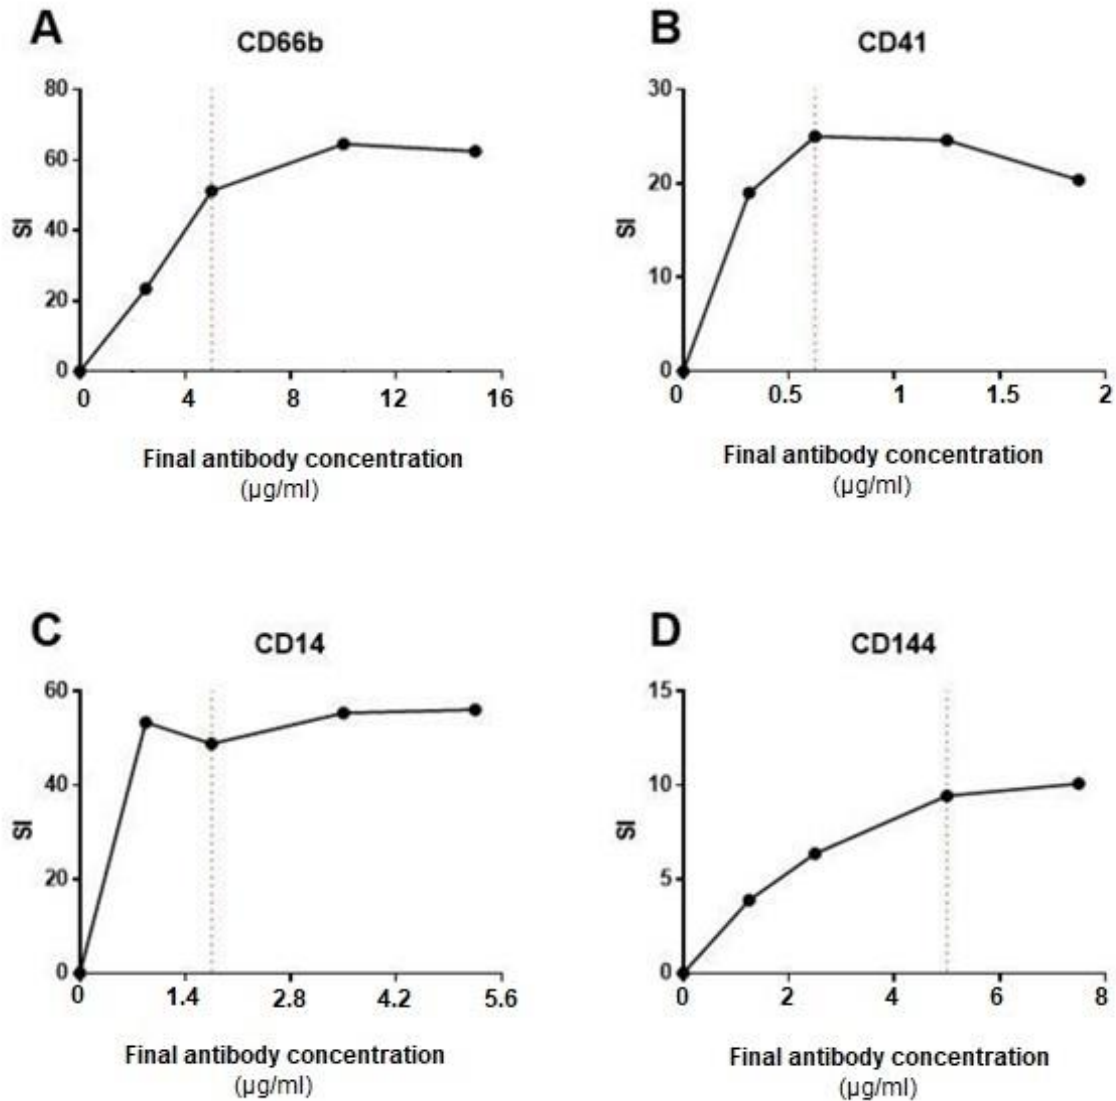 A
CD66b
80
60
40
20
0
SI
0 4 8 12 16
Final antibody concentration
(µg/ml)
B
CD41
30
20
10
0
SI
0 0.5 1 1.5 2
Final antibody concentration
(µg/ml)
C
CD14
60
40
20
0
SI
0 1.4 2.8 4.2 5.6
Final antibody concentration
(µg/ml)
D
CD144
15
10
5
0
SI
0 2 4 6 8
Final antibody concentration
(µg/ml)